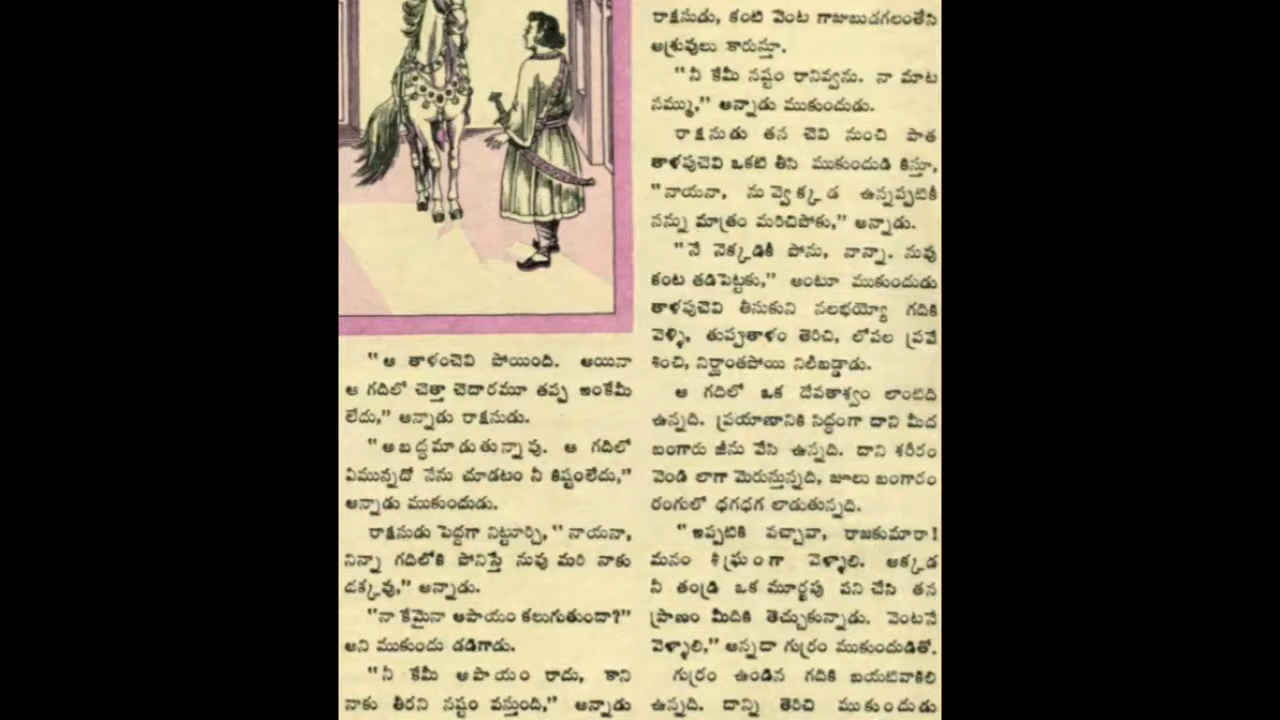 "ఆ తాళంచెవి పోయింది. అయినా
ఆ గదిలో చెత్తా చెదారమూ తప్ప ఇంకేమీ
లేదు," అన్నాడు రాక్షసుడు.
"అబద్ధమాడుతున్నావు. ఆ గదిలో
ఏమున్నదో నేను చూడటం నీ కిష్టంలేదు,"
అన్నాడు ముకుందుడు.
రాక్షసుడు పెద్దగా నిట్టూర్చి, "నాయనా,
నిన్నా గదిలోకి పోనిస్తే నువు మరి నాకు
దక్కవు," అన్నాడు.
"నా కేమైనా అపాయం కలుగుతుందా?"
అని ముకుందు డడిగాడు.
"నీ కేమీ అపాయం రాదు, కాని
నాకు తీరని నష్టం వస్తుంది," అన్నాడు
రాక్షసుడు, కంటి వెంట గాజుబుడగలంతేసి
అశ్రువులు కారుస్తూ.
"నీ కేమీ నష్టం రానివ్వను. నా మాట
నమ్ము," అన్నాడు ముకుందుడు.
రాక్షసుడు తన చెవి నుంచి పాత
తాళపుచెవి ఒకటి తీసి ముకుందుడి కిస్తూ,
"నాయనా, నువ్వెక్కడ ఉన్నప్పటికీ
నన్ను మాత్రం మరిచిపోకు," అన్నాడు.
"నే నెక్కడికీ పోను, నాన్నా. నువు
కంట తడిపెట్టకు," అంటూ ముకుందుడు
తాళపుచెవి తీసుకుని నలభయ్యో గదికి
వెళ్ళి, తుప్పతాళం తెరిచి, లోపల ప్రవే
శించి, నిర్ఘాంతపోయి నిలబడ్డాడు.
ఆ గదిలో ఒక దేవతాశ్వం లాంటిది
ఉన్నది. ప్రయాణానికి సిద్ధంగా దాని మీద
బంగారు జీను వేసి ఉన్నది. దాని శరీరం
వెండి లాగా మెరుస్తున్నది, జూలు బంగారం
రంగులో ధగధగ లాడుతున్నది.
"ఇప్పటికి వచ్చావా, రాజకుమారా!
మనం శీఘ్రంగా వెళ్ళాలి. అక్కడ
నీ తండ్రి ఒక మూర్ఖపు పని చేసి తన
ప్రాణం మీదికి తెచ్చుకున్నాడు. వెంటనే
వెళ్ళాలి," అన్నదా గుర్రం ముకుందుడితో.
గుర్రం ఉండిన గదికి బయటివాకిలి
ఉన్నది. దాన్ని తెరిచి ముకుందుడు